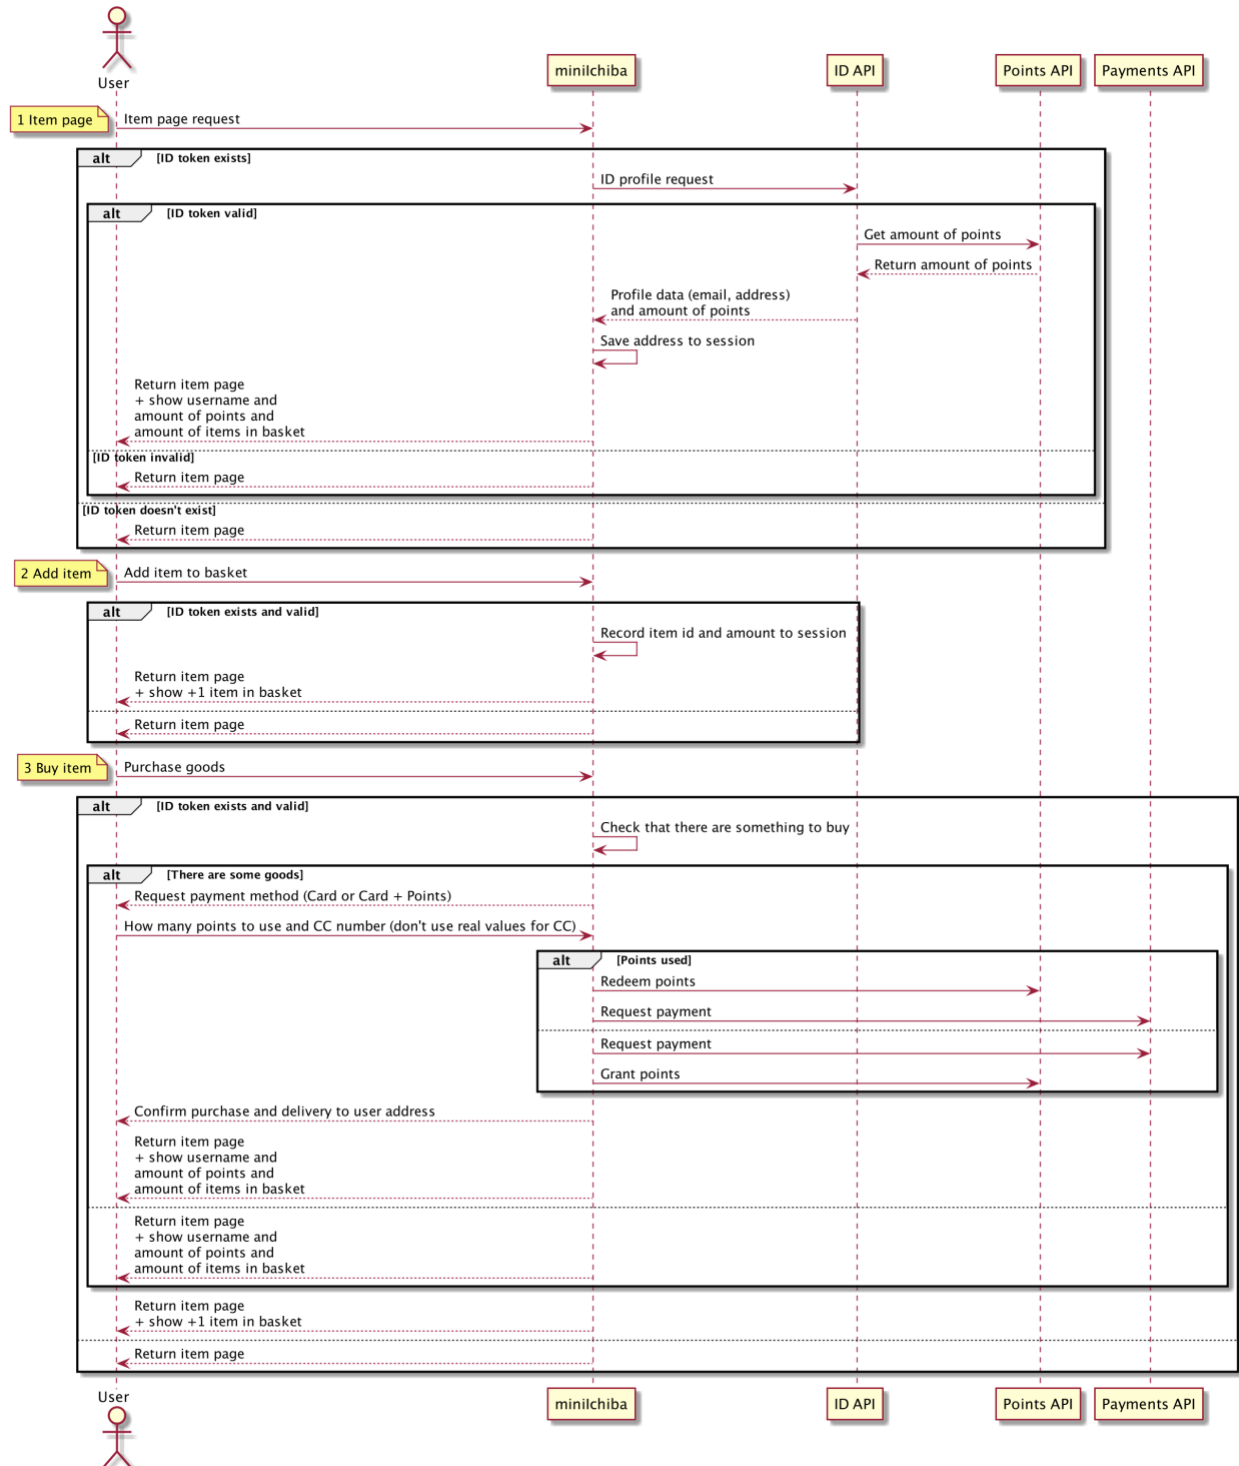 User
miniIchiba
ID API
Points API
Payments API
1 Item page
Item page request
alt
[ID token exists]
ID profile request
alt
[ID token valid]
Get amount of points
Return amount of points
Profile data (email, address)
and amount of points
Save address to session
Return item page
+ show username and
amount of points and
amount of items in basket
[ID token invalid]
Return item page
[ID token doesn't exist]
Return item page
2 Add item
Add item to basket
alt
[ID token exists and valid]
Record item id and amount to session
Return item page
+ show +1 item in basket
Return item page
3 Buy item
Purchase goods
alt
[ID token exists and valid]
Check that there are something to buy
alt
[There are some goods]
Request payment method (Card or Card + Points)
How many points to use and CC number (don't use real values for CC)
alt
[Points used]
Redeem points
Request payment
Request payment
Grant points
Confirm purchase and delivery to user address
Return item page
+ show username and
amount of points and
amount of items in basket
Return item page
+ show username and
amount of points and
amount of items in basket
Return item page
+ show +1 item in basket
Return item page
User
miniIchiba
ID API
Points API
Payments API